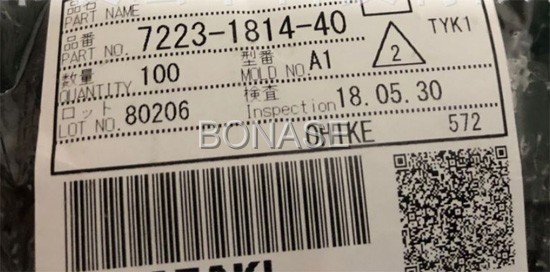 品名
PART NAME
品番
PART NO. 7223-1814-40
TYK1
数量
QUANTITY 100
型番
MOLD NO. A1
2
ロット
LOT NO. 80206
検査
Inspection 18.05.30
BONASE
572